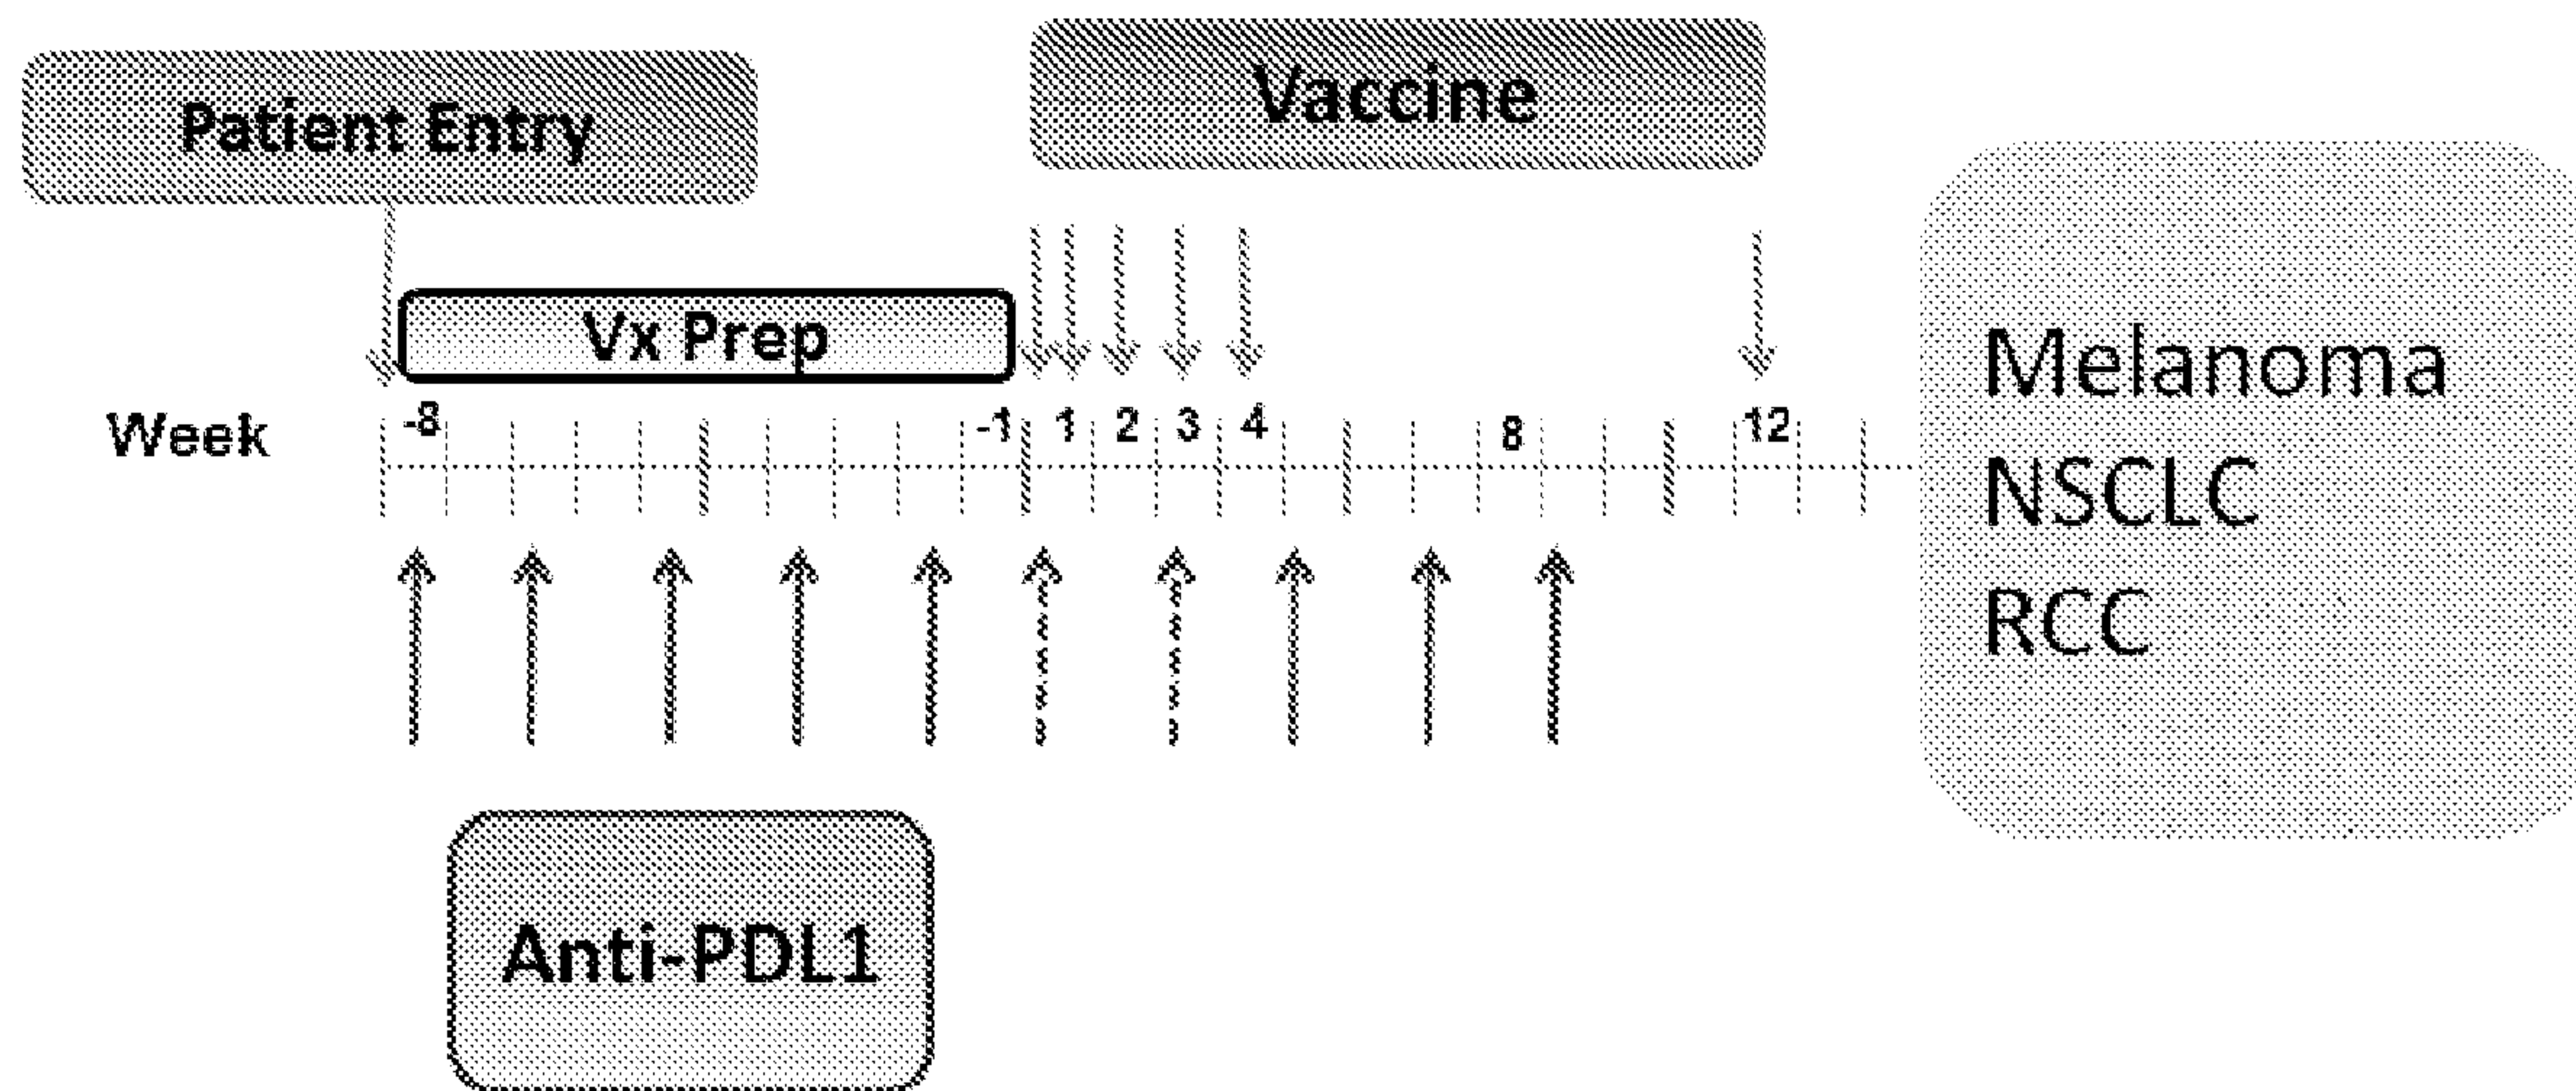 Patient Entry
Vaccine
Vx Prep
Week
-8
-1
1
2
3
4
8
12
Melanoma
NSCLC
RCC
Anti-PDL1